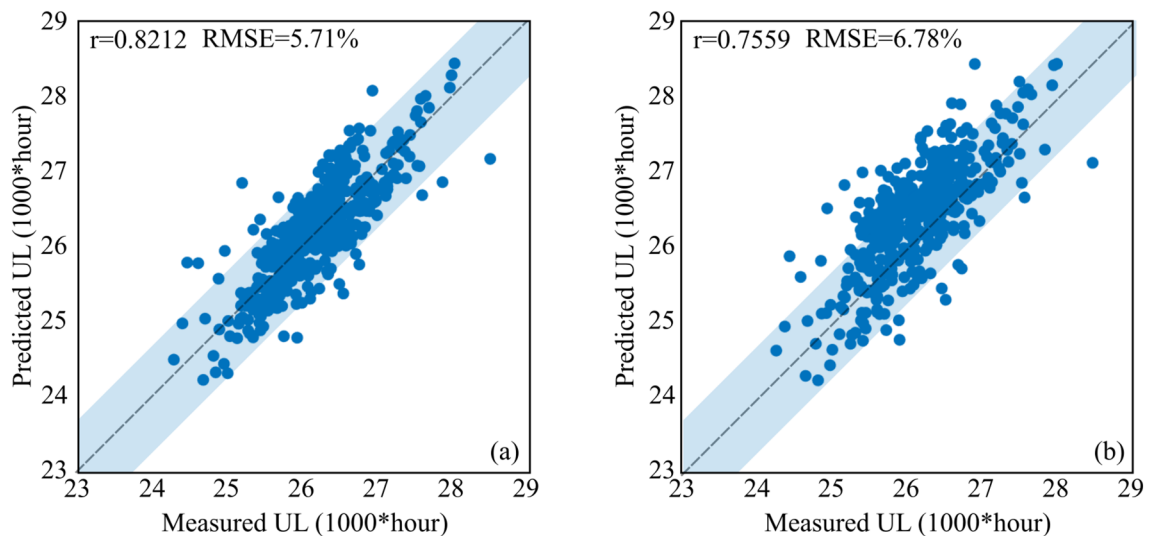 r=0.8212 RMSE=5.71%
29
28
27
26
25
24
23
Predicted UL (1000*hour)
(a)
23 24 25 26 27 28 29
Measured UL (1000*hour)
r=0.7559 RMSE=6.78%
29
28
27
26
25
24
23
Predicted UL (1000*hour)
(b)
23 24 25 26 27 28 29
Measured UL (1000*hour)